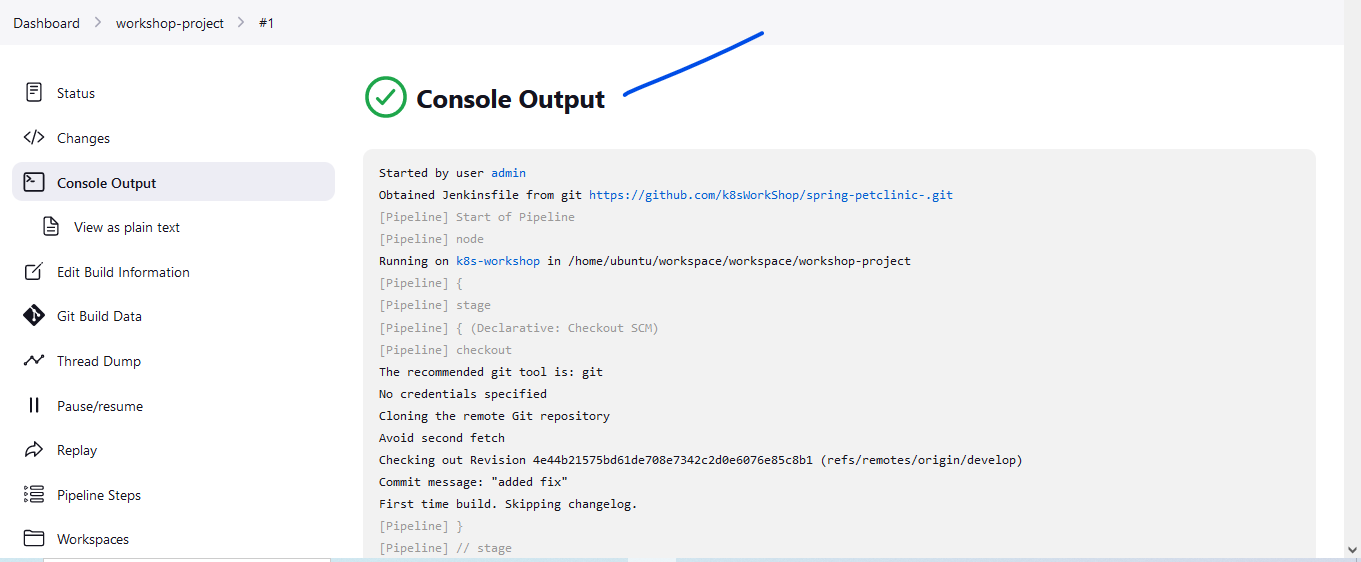 Dashboard > workshop-project > #1
Status
Changes
Console Output
View as plain text
Edit Build Information
Git Build Data
Thread Dump
Pause/resume
Replay
Pipeline Steps
Workspaces
Console Output
Started by user admin
Obtained Jenkinsfile from git https://github.com/k8sWorkShop/spring-petclinic-.git
[Pipeline] Start of Pipeline
[Pipeline] node
Running on k8s-workshop in /home/ubuntu/workspace/workspace/workshop-project
[Pipeline] {
[Pipeline] stage
[Pipeline] { (Declarative: Checkout SCM)
[Pipeline] checkout
The recommended git tool is: git
No credentials specified
Cloning the remote Git repository
Avoid second fetch
Checking out Revision 4e44b21575bd61de708e7342c2d0e6076e85c8b1 (refs/remotes/origin/develop)
Commit message: "added fix"
First time build. Skipping changelog.
[Pipeline] }
[Pipeline] // stage